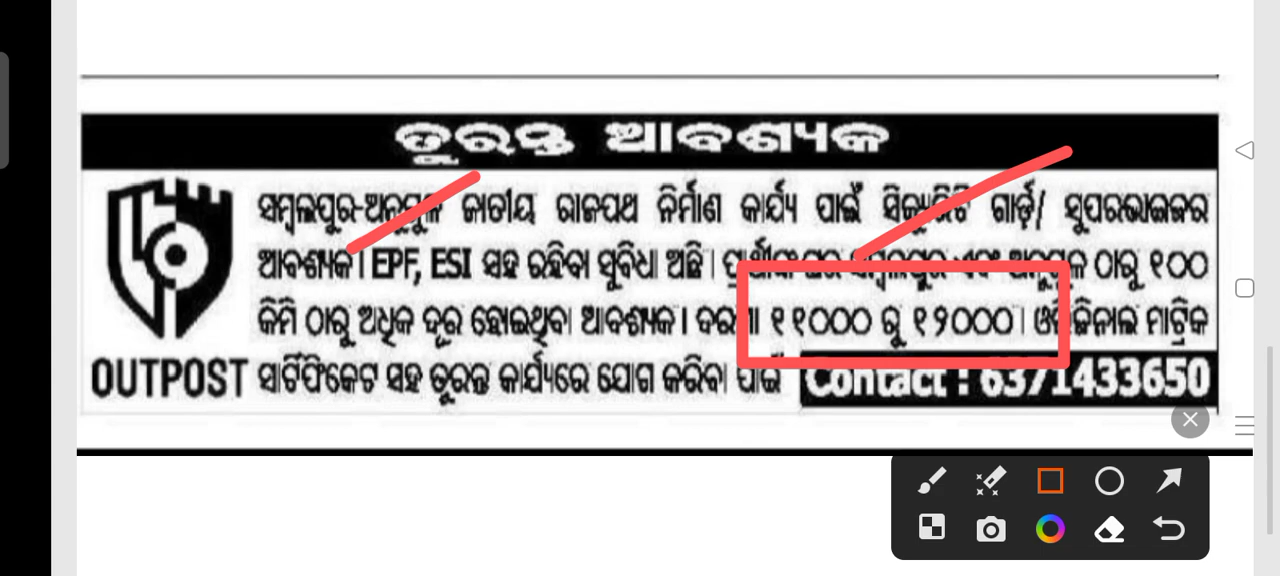 ତୁରନ୍ତ ଆବଶ୍ୟକ
ସମ୍ବଲପୁର-ଅନୁଗୁଳ ଜାତୀୟ ରାଜପଥ ନିର୍ମାଣ କାର୍ଯ୍ୟ ପାଇଁ ସିକ୍ୟୁରିଟି ଗାର୍ଡ଼/ ସୁପରଭାଇଜର
ଆବଶ୍ୟକ। EPF, ESI ସହ ରହିବା ସୁବିଧା ଅଛି। ସମ୍ବଲପୁର ଏବଂ ଅନୁଗୁଳ ଠାରୁ ୧୦୦
କିମି ଠାରୁ ଅଧିକ ଦୂର ହୋଇଥିବା ଆବଶ୍ୟକ। ଦରମା ୧୧୦୦୦ ରୁ ୧୨୦୦୦। ଓରିଜିନାଲ ମାଟ୍ରିକ
ସାର୍ଟିଫିକେଟ ସହ ତୁରନ୍ତ କାର୍ଯ୍ୟରେ ଯୋଗ କରିବା ପାଇଁ Contact : 6371433650
OUTPOST